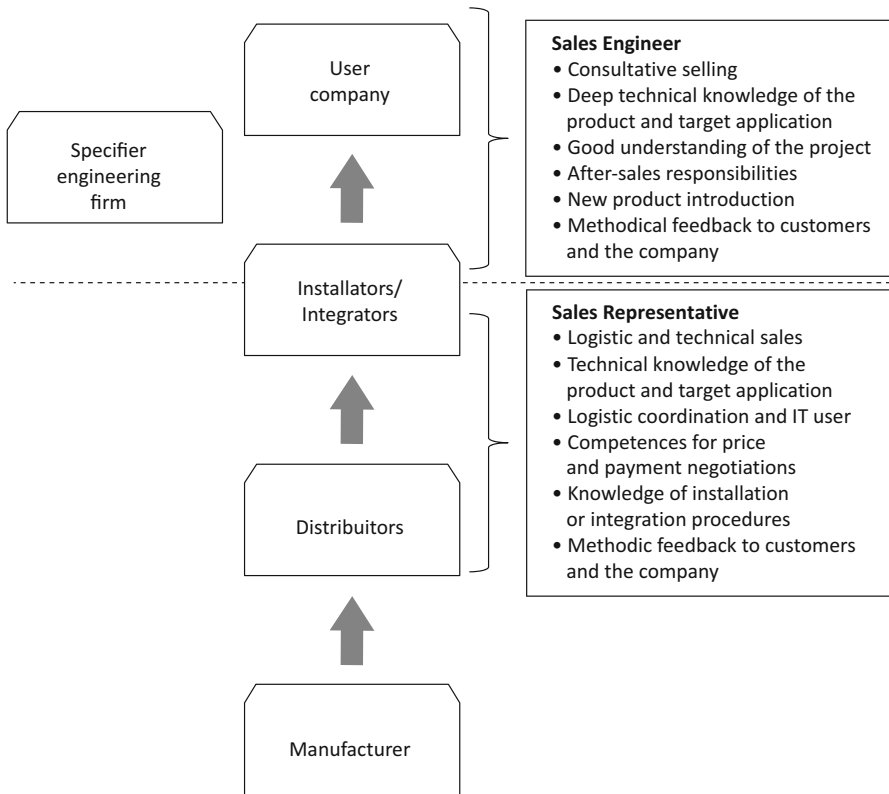 User
company
Specifier
engineering
firm
Installators/
Integrators
Distribuitors
Manufacturer
Sales Engineer
• Consultative selling
• Deep technical knowledge of the
product and target application
• Good understanding of the project
• After-sales responsibilities
• New product introduction
• Methodical feedback to customers
and the company
Sales Representative
• Logistic and technical sales
• Technical knowledge of the
product and target application
• Logistic coordination and IT user
• Competences for price
and payment negotiations
• Knowledge of installation
or integration procedures
• Methodic feedback to customers
and the company